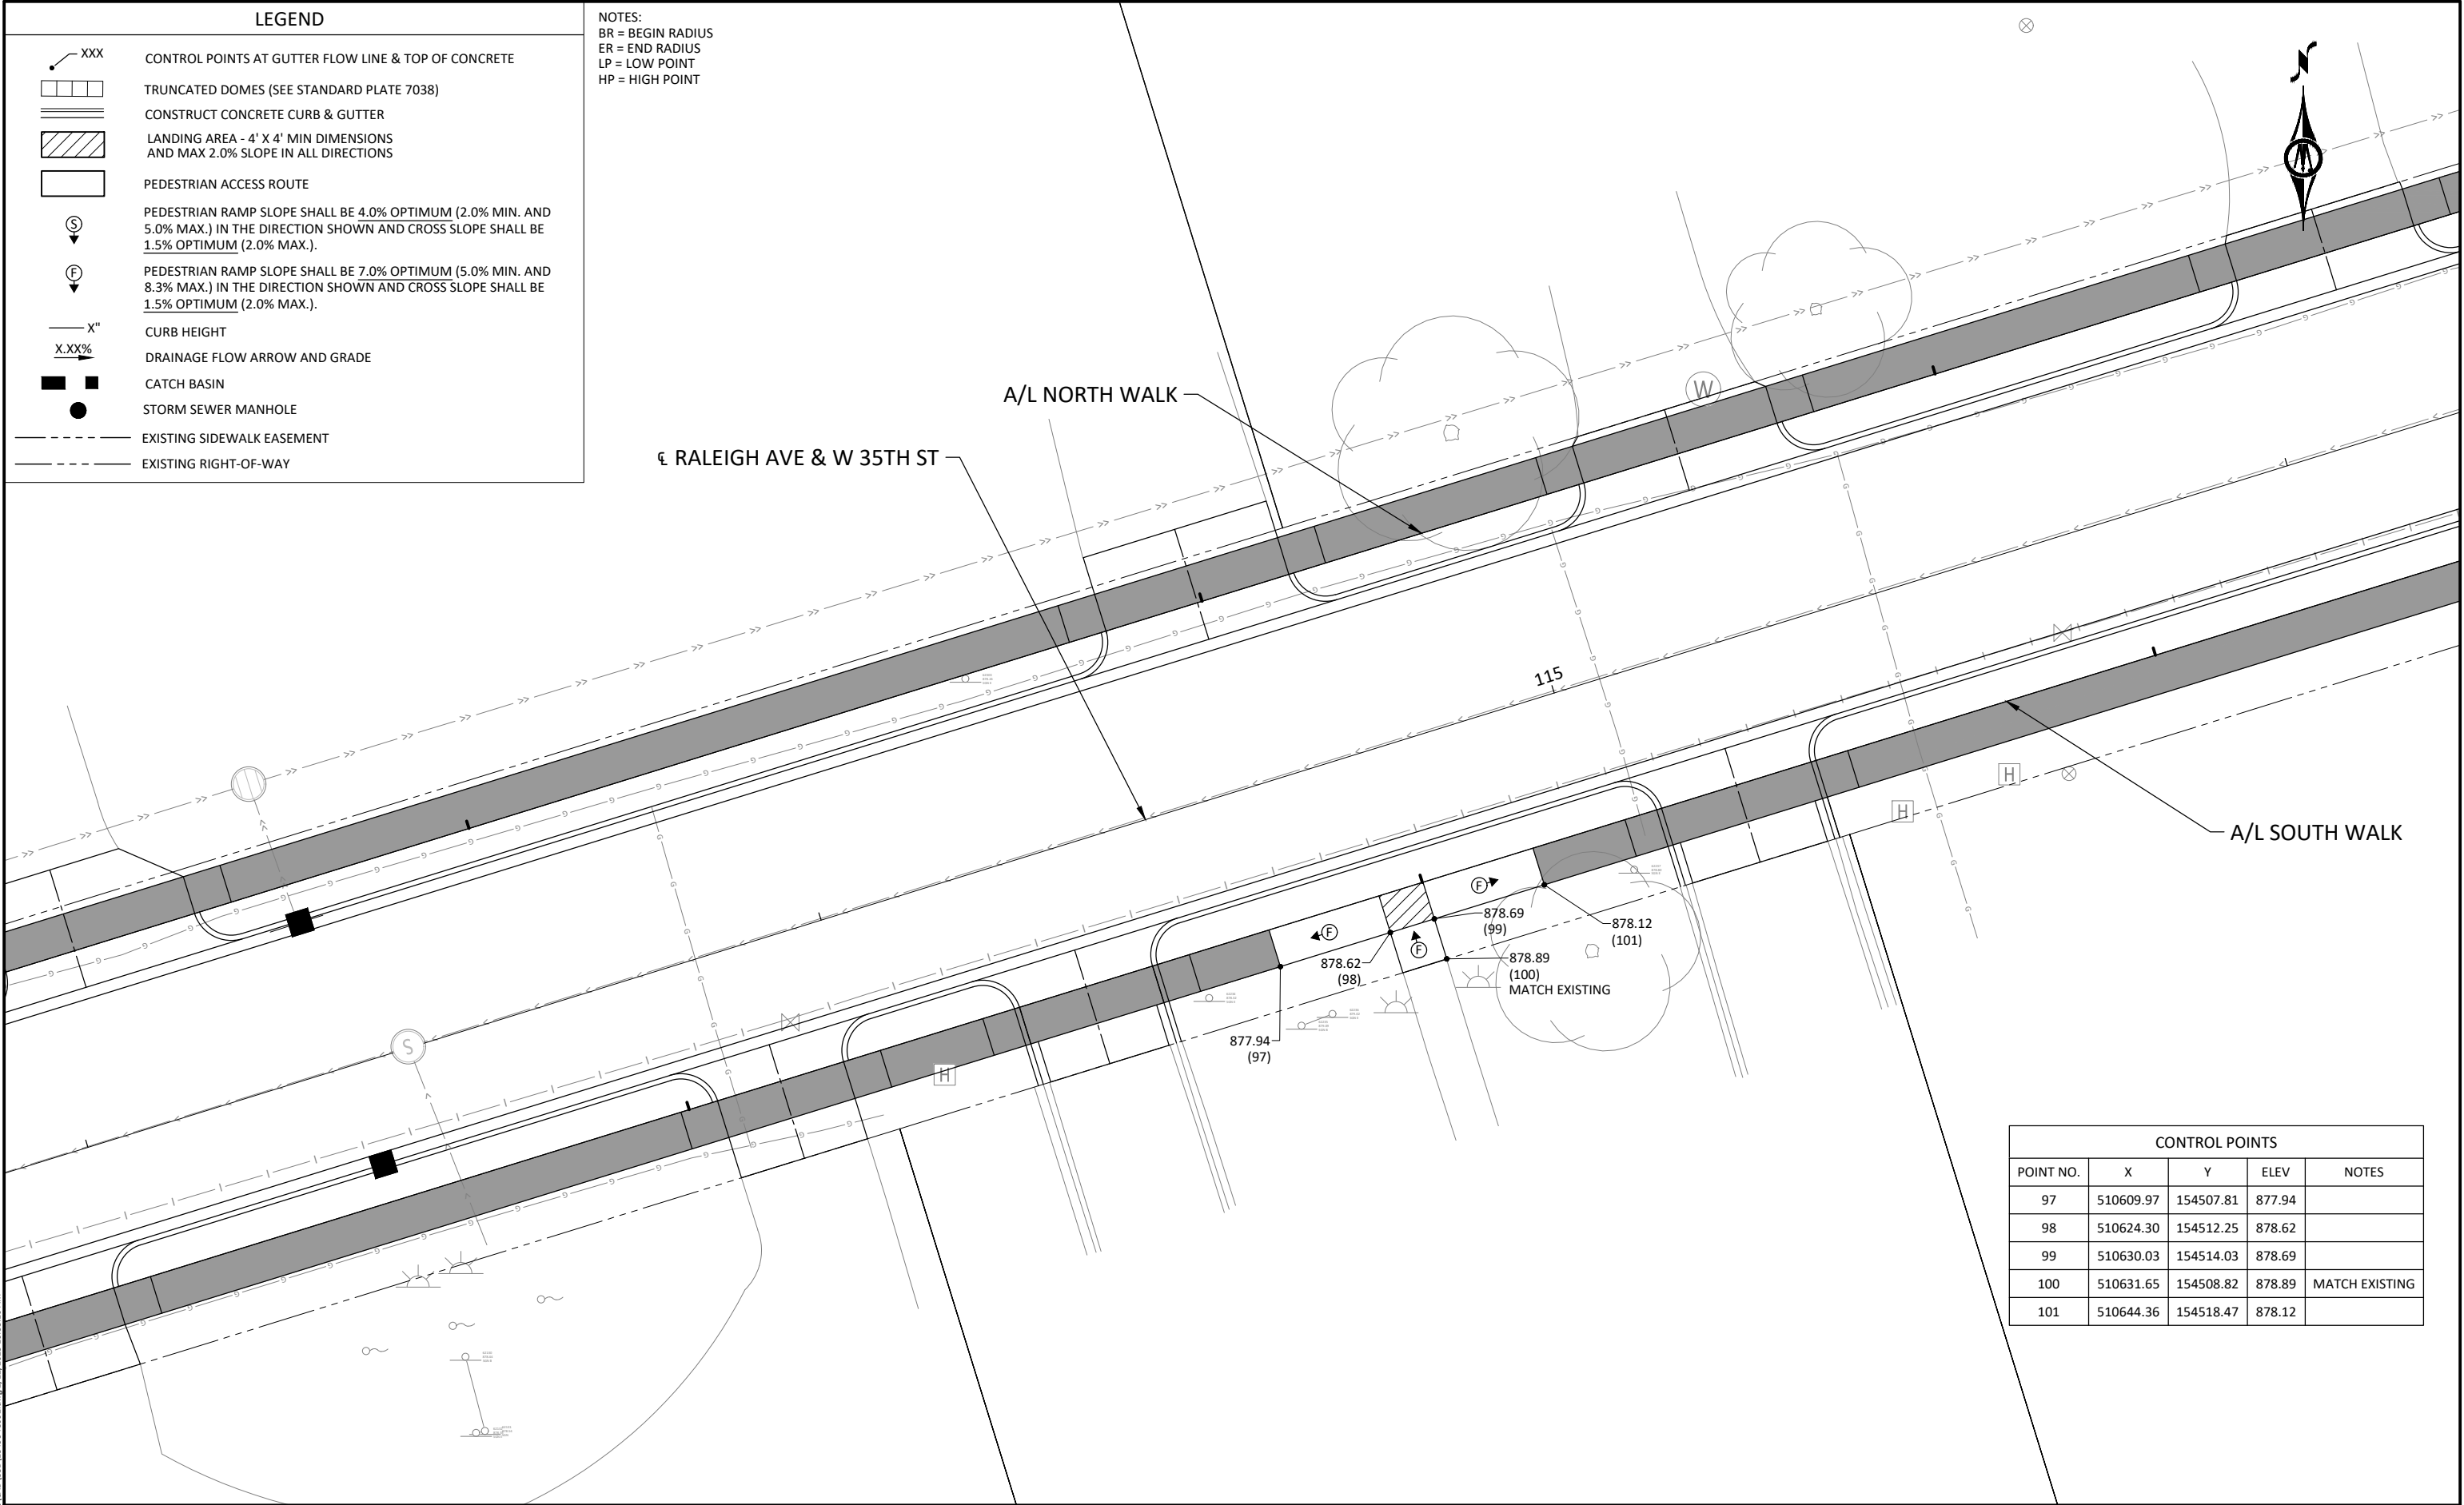 LEGEND
XXX
CONTROL POINTS AT GUTTER FLOW LINE & TOP OF CONCRETE
TRUNCATED DOMES (SEE STANDARD PLATE 7038)
CONSTRUCT CONCRETE CURB & GUTTER
LANDING AREA - 4' X 4' MIN DIMENSIONS
AND MAX 2.0% SLOPE IN ALL DIRECTIONS
PEDESTRIAN ACCESS ROUTE
S
PEDESTRIAN RAMP SLOPE SHALL BE 4.0% OPTIMUM (2.0% MIN. AND
5.0% MAX.) IN THE DIRECTION SHOWN AND CROSS SLOPE SHALL BE
1.5% OPTIMUM (2.0% MAX.).
F
PEDESTRIAN RAMP SLOPE SHALL BE 7.0% OPTIMUM (5.0% MIN. AND
8.3% MAX.) IN THE DIRECTION SHOWN AND CROSS SLOPE SHALL BE
1.5% OPTIMUM (2.0% MAX.).
X"
CURB HEIGHT
X.XX%
DRAINAGE FLOW ARROW AND GRADE
CATCH BASIN
STORM SEWER MANHOLE
EXISTING SIDEWALK EASEMENT
EXISTING RIGHT-OF-WAY
NOTES:
BR = BEGIN RADIUS
ER = END RADIUS
LP = LOW POINT
HP = HIGH POINT
N
A/L NORTH WALK
W
℄ RALEIGH AVE & W 35TH ST
115
H
H
A/L SOUTH WALK
F
878.69
(99)
878.12
(101)
F
F
878.62
(98)
878.89
(100)
MATCH EXISTING
877.94
(97)
S
H
CONTROL POINTS
POINT NO. X Y ELEV NOTES
97 510609.97 154507.81 877.94
98 510624.30 154512.25 878.62
99 510630.03 154514.03 878.69
100 510631.65 154508.82 878.89 MATCH EXISTING
101 510644.36 154518.47 878.12